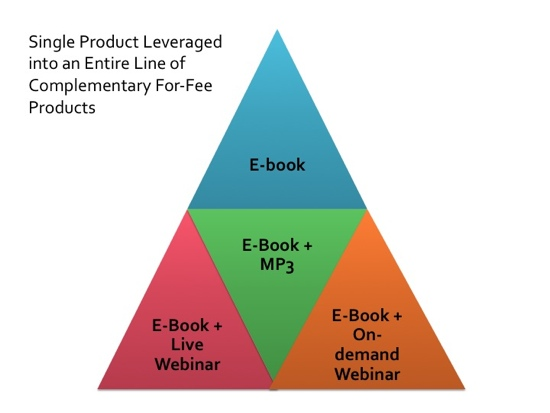 Single Product Leveraged
into an Entire Line of
Complementary For-Fee
Products
E-book
E-Book +
MP3
E-Book +
Live
Webinar
E-Book +
On-
demand
Webinar